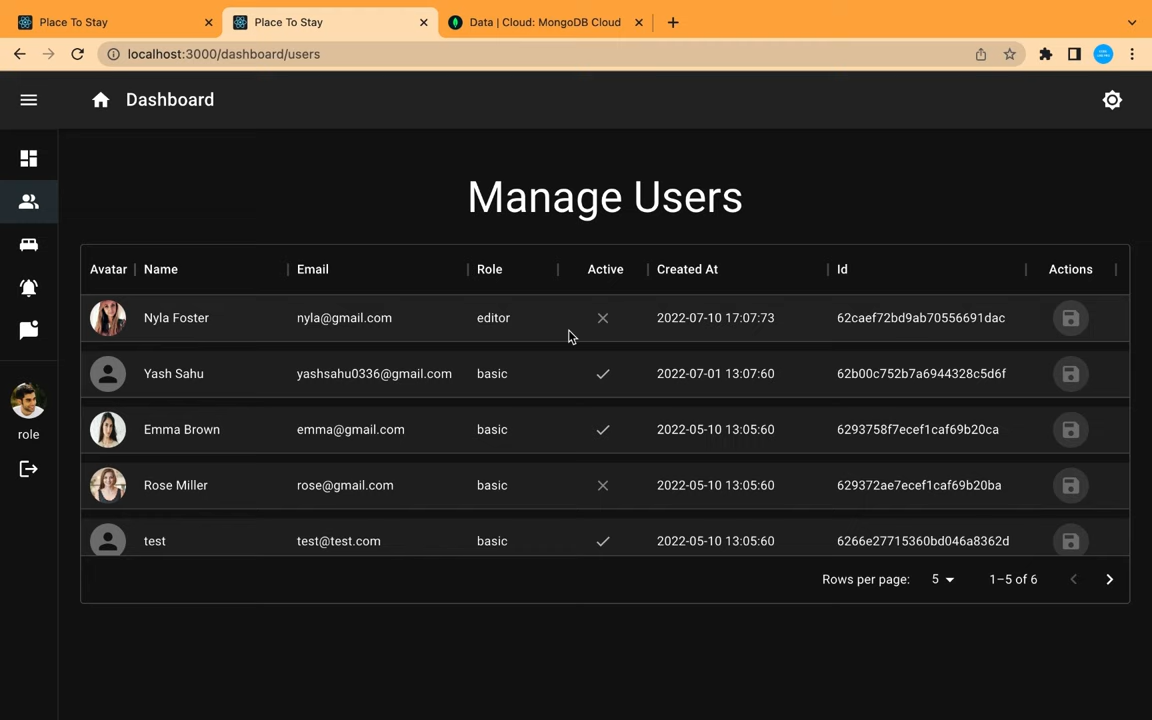 Place To Stay
Place To Stay
Data | Cloud: MongoDB Cloud
localhost:3000/dashboard/users
Dashboard
Manage Users
Avatar Name Email Role Active Created At Id Actions
Nyla Foster nyla@gmail.com editor 2022-07-10 17:07:73 62caef72bd9ab70556691dac
Yash Sahu yashsahu0336@gmail.com basic 2022-07-01 13:07:60 62b00c752b7a6944328c5d6f
Emma Brown emma@gmail.com basic 2022-05-10 13:05:60 6293758f7ecef1caf69b20ca
Rose Miller rose@gmail.com basic 2022-05-10 13:05:60 629372ae7ecef1caf69b20ba
test test@test.com basic 2022-05-10 13:05:60 6266e27715360bd046a8362d
role
Rows per page: 5 1–5 of 6